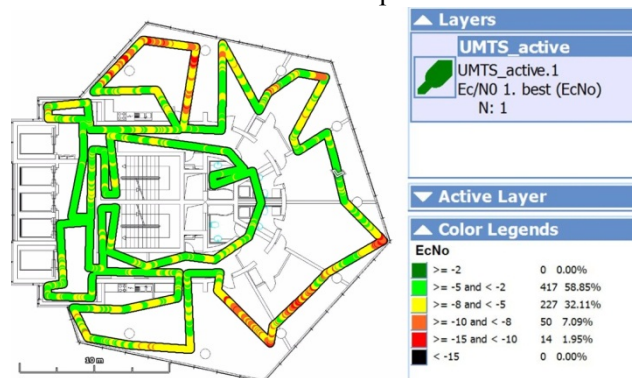 Layers
UMTS_active
UMTS_active.1
Ec/N0 1. best (EcNo)
N: 1
Active Layer
Color Legends
EcNo
>= -2 0 0.00%
>= -5 and < -2 417 58.85%
>= -8 and < -5 227 32.11%
>= -10 and < -8 50 7.09%
>= -15 and < -10 14 1.95%
< -15 0 0.00%
10 m